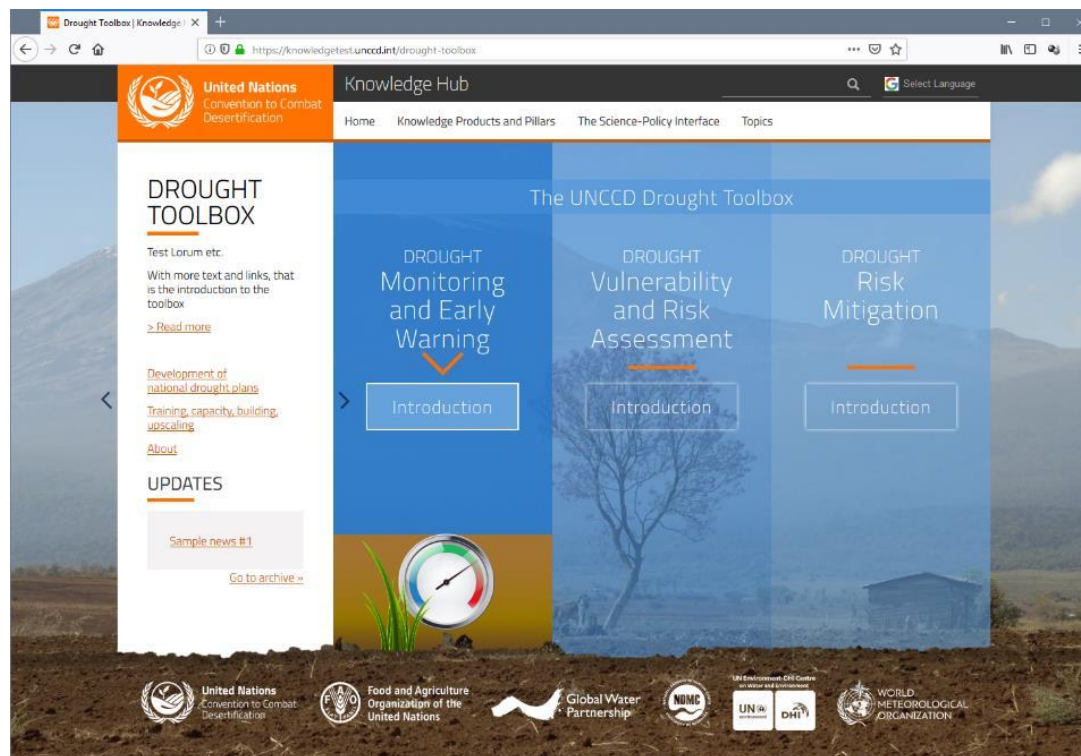 Drought Toolbox | Knowledge
https://knowledgetest.unccd.int/drought-toolbox
United Nations
Convention to Combat
Desertification
Knowledge Hub
Select Language
Home Knowledge Products and Pillars The Science-Policy Interface Topics
DROUGHT
TOOLBOX
Test Lorum etc.
With more text and links, that
is the introduction to the
toolbox
> Read more
Development of
national drought plans
Training, capacity, building,
upscaling
About
UPDATES
Sample news #1
Go to archive »
The UNCCD Drought Toolbox
DROUGHT
Monitoring
and Early
Warning
Introduction
DROUGHT
Vulnerability
and Risk
Assessment
Introduction
DROUGHT
Risk
Mitigation
Introduction
United Nations
Convention to Combat
Desertification
FAO
Food and Agriculture
Organization of the
United Nations
Global Water
Partnership
NDMC
UN Environment-DHI Centre
on Water and Environment
UN
environment
DHI
WORLD
METEOROLOGICAL
ORGANIZATION